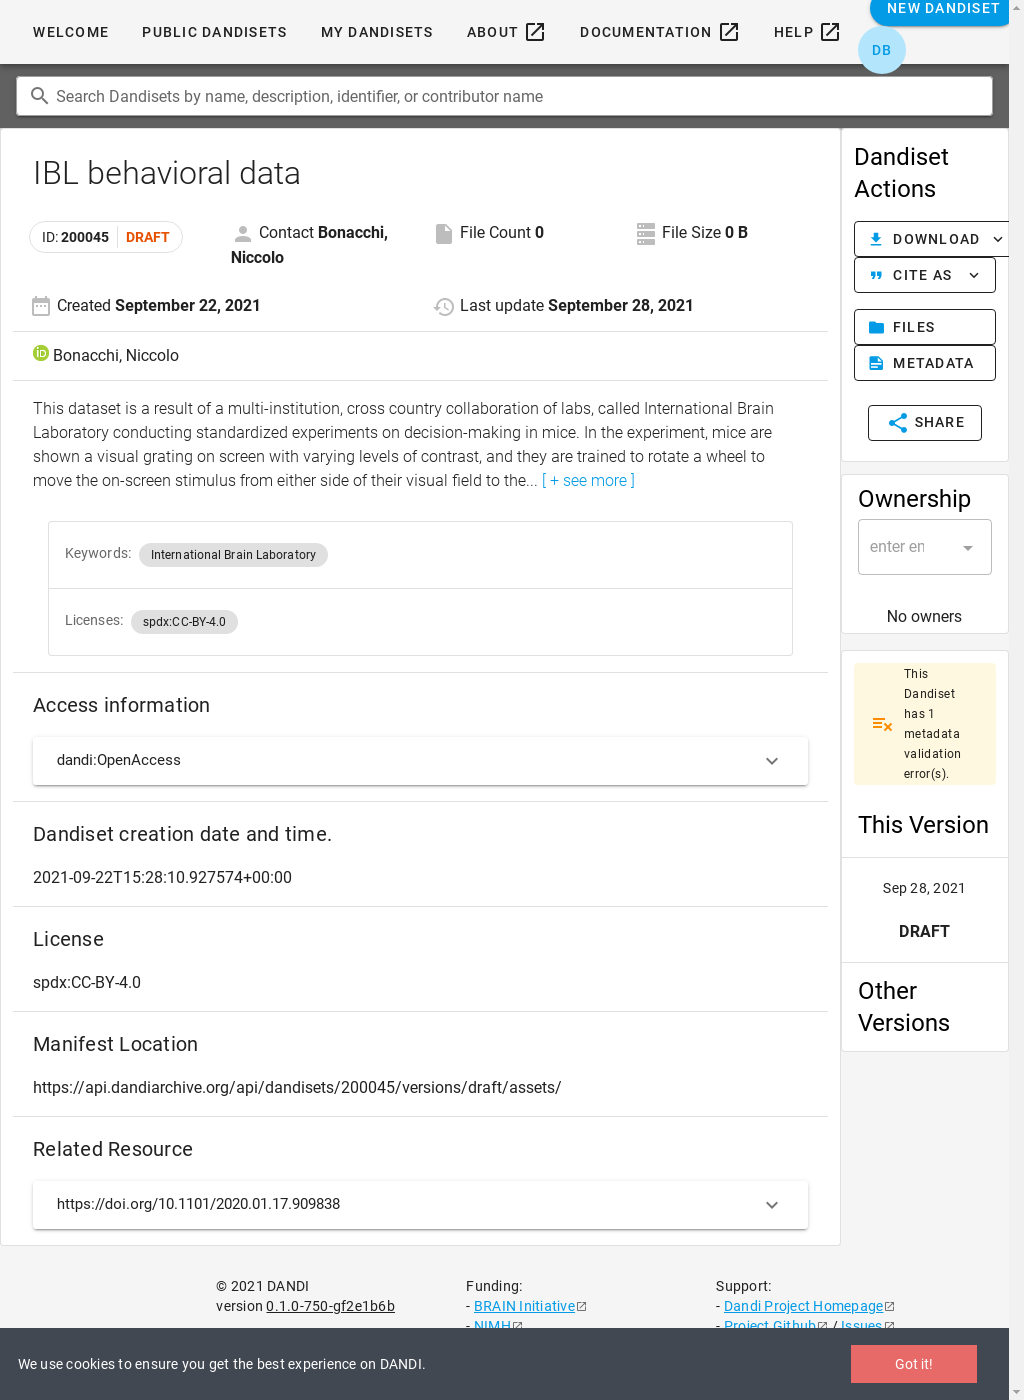 WELCOME
PUBLIC DANDISETS
MY DANDISETS
ABOUT
DOCUMENTATION
HELP
NEW DANDISET
DB
Search Dandisets by name, description, identifier, or contributor name
IBL behavioral data
ID: 200045 DRAFT
Contact Bonacchi,
Niccolo
File Count 0
File Size 0 B
Created September 22, 2021
Last update September 28, 2021
Bonacchi, Niccolo
This dataset is a result of a multi-institution, cross country collaboration of labs, called International Brain
Laboratory conducting standardized experiments on decision-making in mice. In the experiment, mice are
shown a visual grating on screen with varying levels of contrast, and they are trained to rotate a wheel to
move the on-screen stimulus from either side of their visual field to the... [ + see more ]
Keywords: International Brain Laboratory
Licenses: spdx:CC-BY-4.0
Access information
dandi:OpenAccess
Dandiset creation date and time.
2021-09-22T15:28:10.927574+00:00
License
spdx:CC-BY-4.0
Manifest Location
https://api.dandiarchive.org/api/dandisets/200045/versions/draft/assets/
Related Resource
https://doi.org/10.1101/2020.01.17.909838
Dandiset
Actions
DOWNLOAD
CITE AS
FILES
METADATA
SHARE
Ownership
enter en
No owners
This
Dandiset
has 1
metadata
validation
error(s).
This Version
Sep 28, 2021
DRAFT
Other
Versions
© 2021 DANDI
version 0.1.0-750-gf2e1b6b
Funding:
- BRAIN Initiative
- NIMH
Support:
- Dandi Project Homepage
- Project Github / Issues
We use cookies to ensure you get the best experience on DANDI.
Got it!